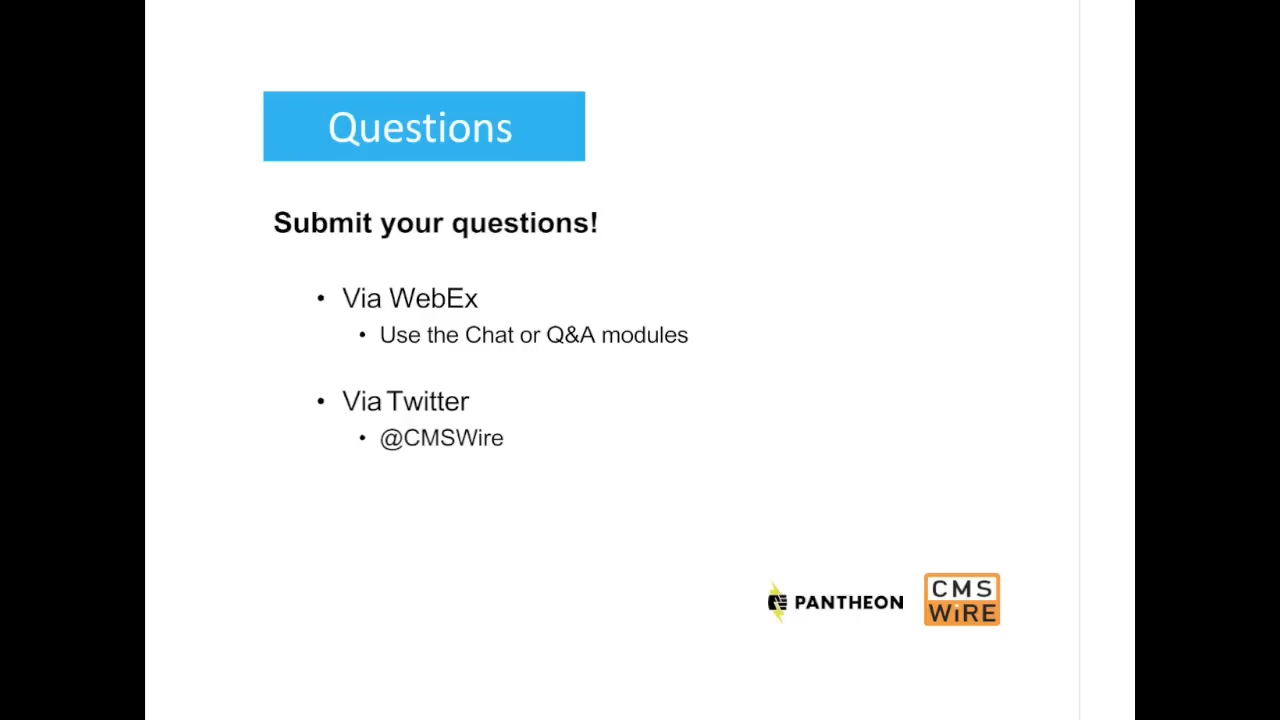 Questions
Submit your questions!
• Via WebEx
• Use the Chat or Q&A modules
• Via Twitter
• @CMSWire
PANTHEON
CMS
WiRE